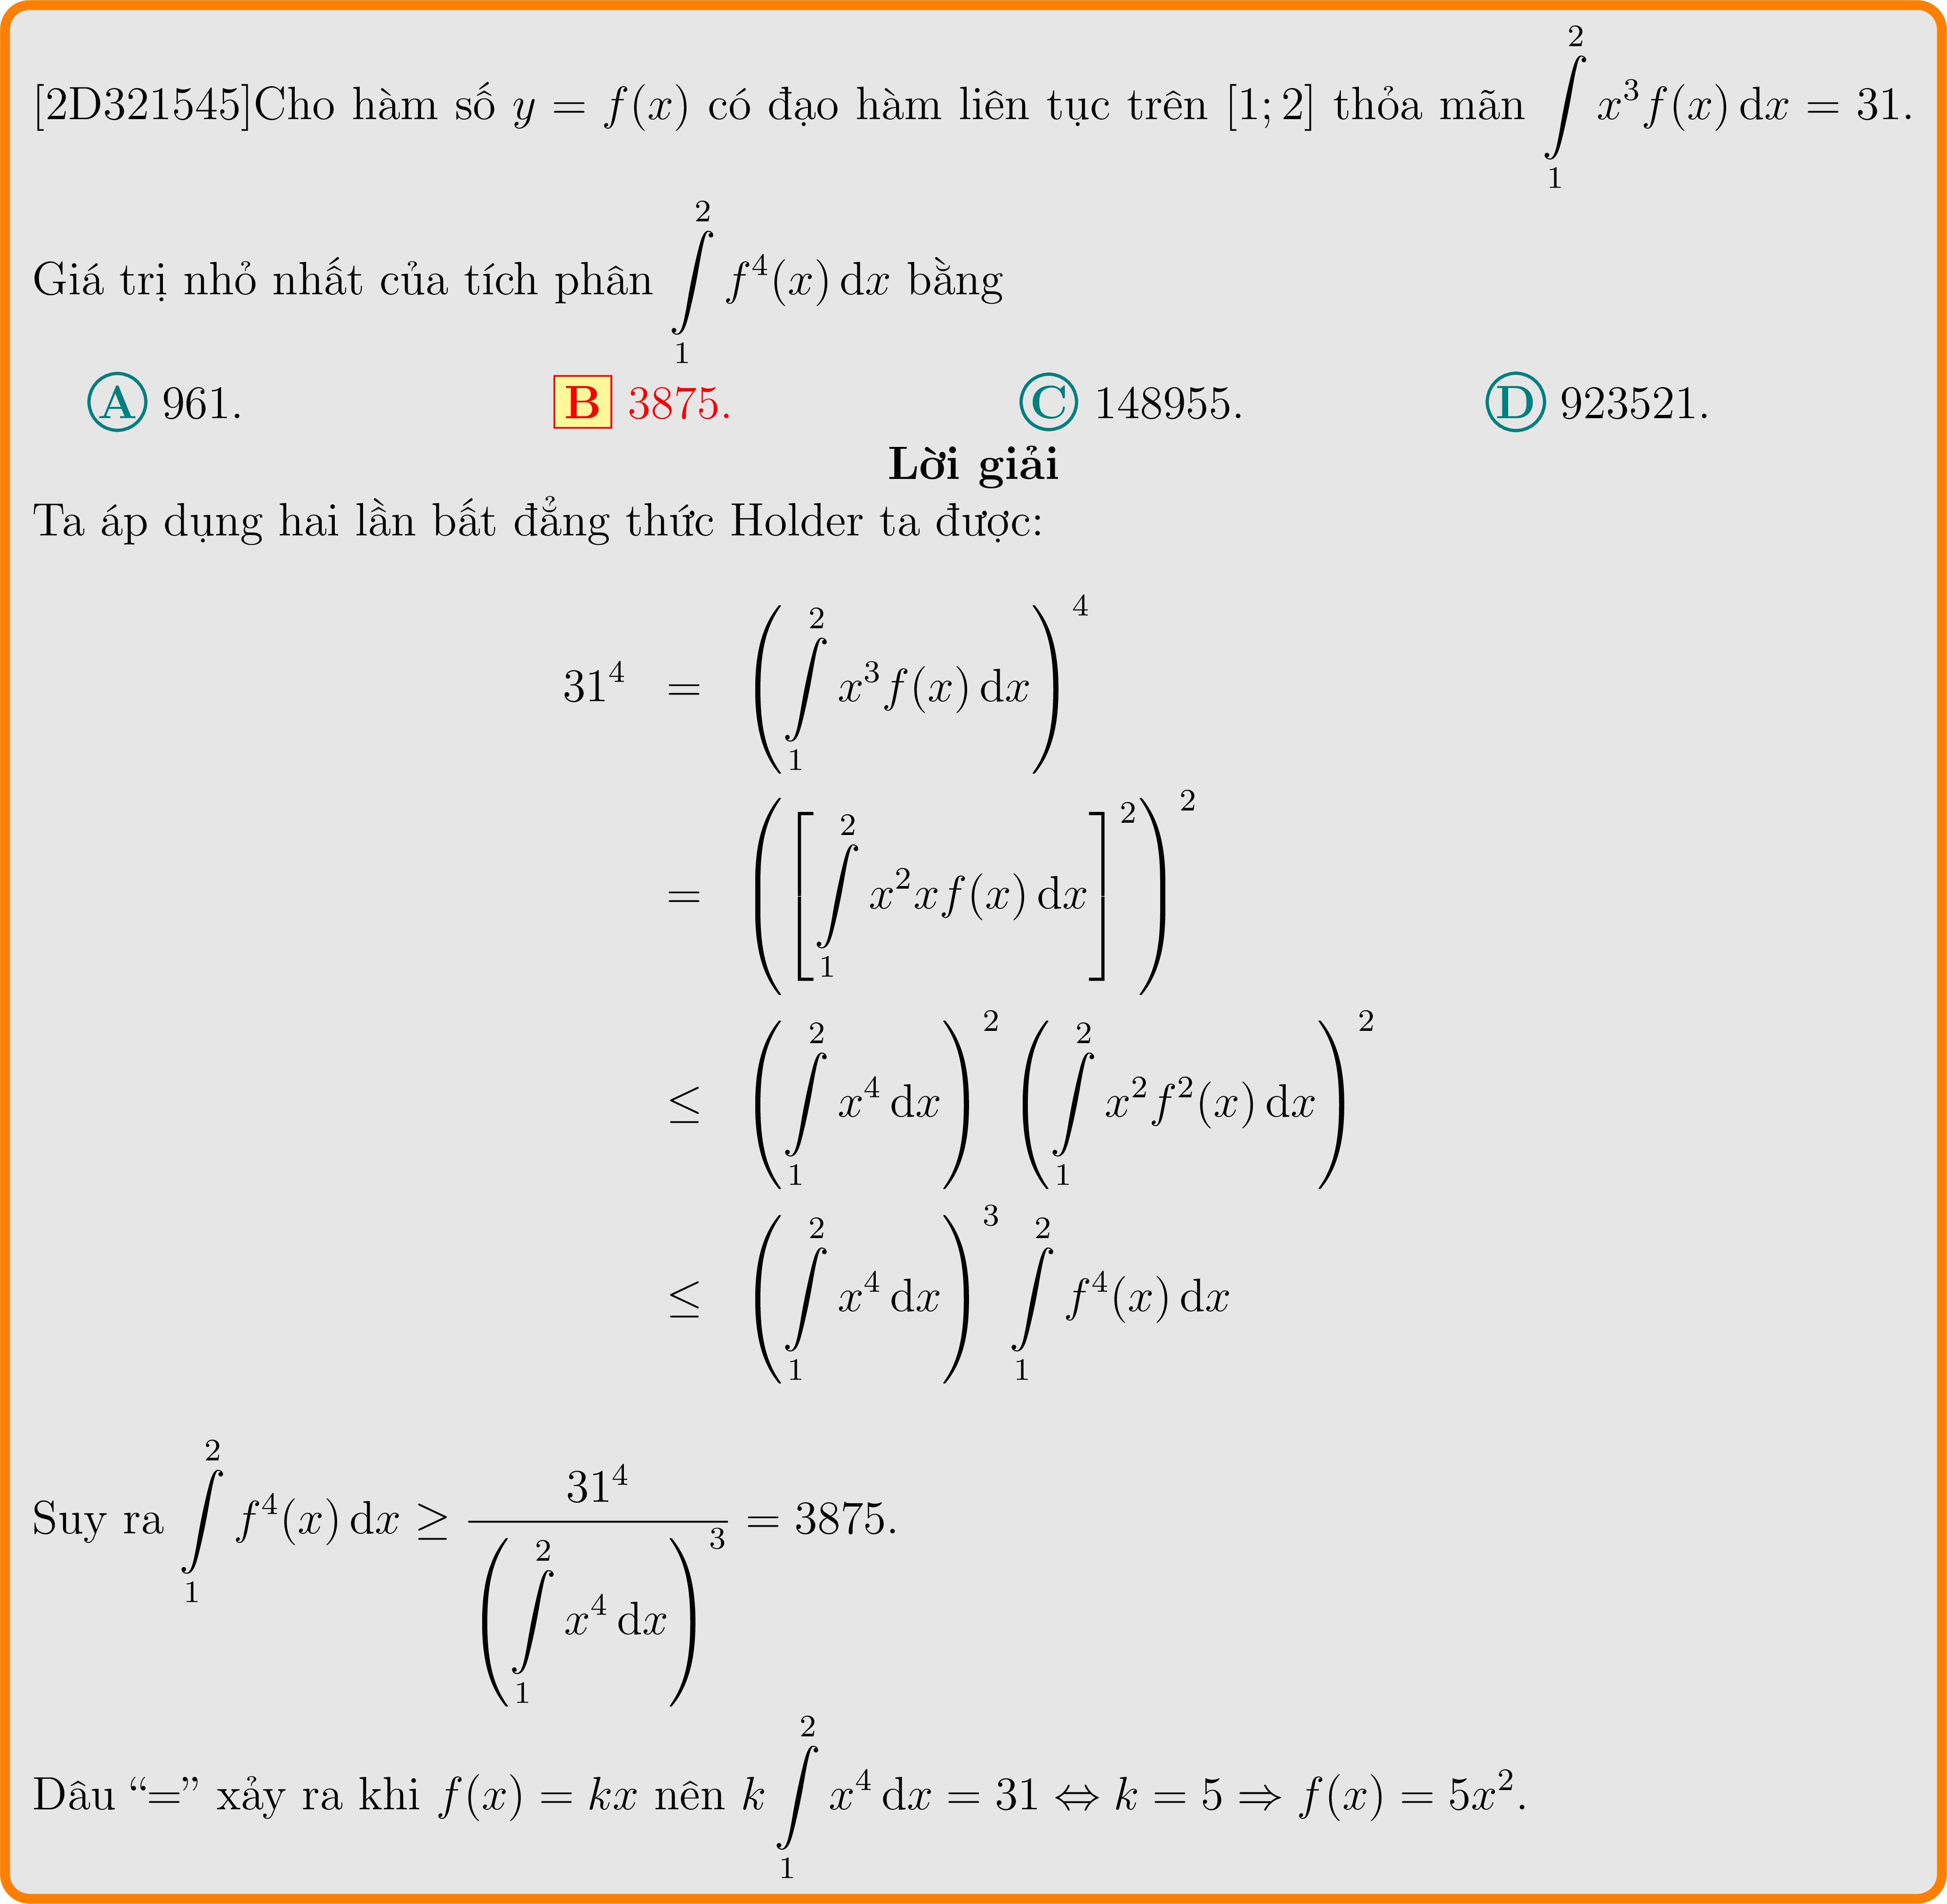 [2D321545]Cho hàm số $y = f(x)$ có đạo hàm liên tục trên $[1; 2]$ thỏa mãn $\int\limits_1^2 x^3 f(x)\,\mathrm{d}x = 31.$
Giá trị nhỏ nhất của tích phân $\int\limits_1^2 f^4(x)\,\mathrm{d}x$ bằng
A 961. B 3875. C 148955. D 923521.
Lời giải
Ta áp dụng hai lần bất đẳng thức Holder ta được:
$31^4 = \left(\int\limits_1^2 x^3 f(x)\,\mathrm{d}x\right)^4$
$= \left(\left[\int\limits_1^2 x^2 x f(x)\,\mathrm{d}x\right]^2\right)^2$
$\leq \left(\int\limits_1^2 x^4\,\mathrm{d}x\right)^2 \left(\int\limits_1^2 x^2 f^2(x)\,\mathrm{d}x\right)^2$
$\leq \left(\int\limits_1^2 x^4\,\mathrm{d}x\right)^3 \int\limits_1^2 f^4(x)\,\mathrm{d}x$
Suy ra $\int\limits_1^2 f^4(x)\,\mathrm{d}x \geq \frac{31^4}{\left(\int\limits_1^2 x^4\,\mathrm{d}x\right)^3} = 3875.$
Dâu “=” xảy ra khi $f(x) = kx$ nên $k\int\limits_1^2 x^4\,\mathrm{d}x = 31 \Leftrightarrow k = 5 \Rightarrow f(x) = 5x^2.$